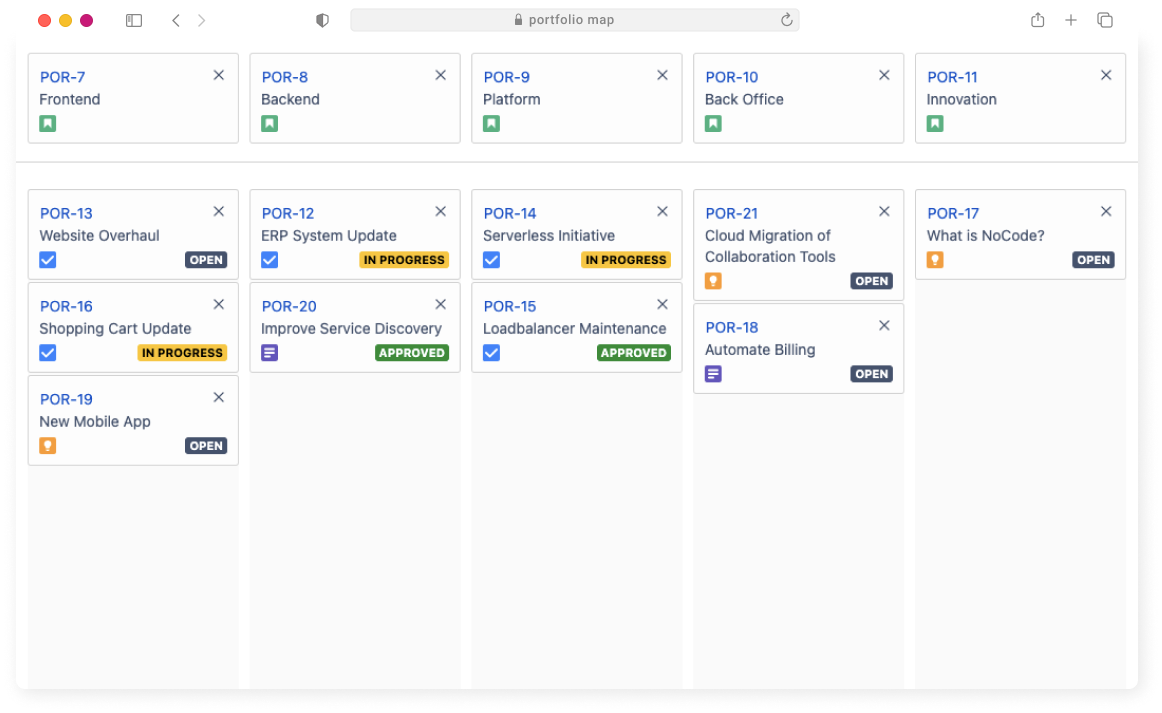 portfolio map
POR-7
Frontend
POR-8
Backend
POR-9
Platform
POR-10
Back Office
POR-11
Innovation
POR-13
Website Overhaul
OPEN
POR-16
Shopping Cart Update
IN PROGRESS
POR-19
New Mobile App
OPEN
POR-12
ERP System Update
IN PROGRESS
POR-20
Improve Service Discovery
APPROVED
POR-14
Serverless Initiative
IN PROGRESS
POR-15
Loadbalancer Maintenance
APPROVED
POR-21
Cloud Migration of
Collaboration Tools
OPEN
POR-18
Automate Billing
OPEN
POR-17
What is NoCode?
OPEN